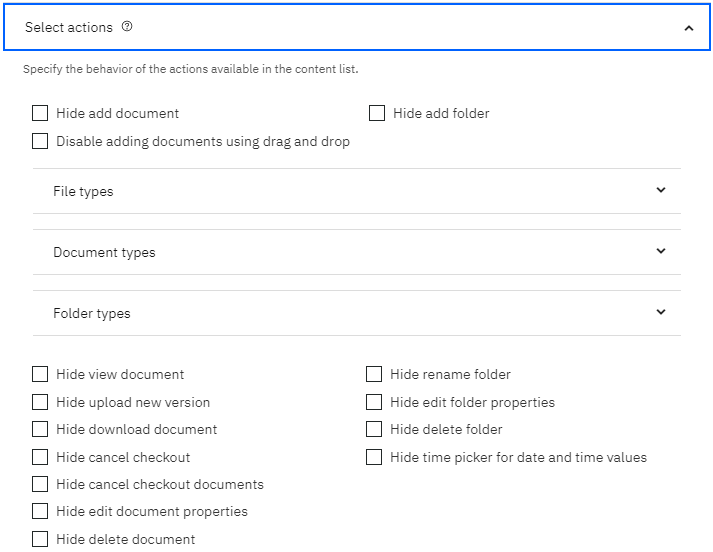 Select actions
Specify the behavior of the actions available in the content list.
Hide add document
Hide add folder
Disable adding documents using drag and drop
File types
Document types
Folder types
Hide view document
Hide rename folder
Hide upload new version
Hide edit folder properties
Hide download document
Hide delete folder
Hide cancel checkout
Hide time picker for date and time values
Hide cancel checkout documents
Hide edit document properties
Hide delete document